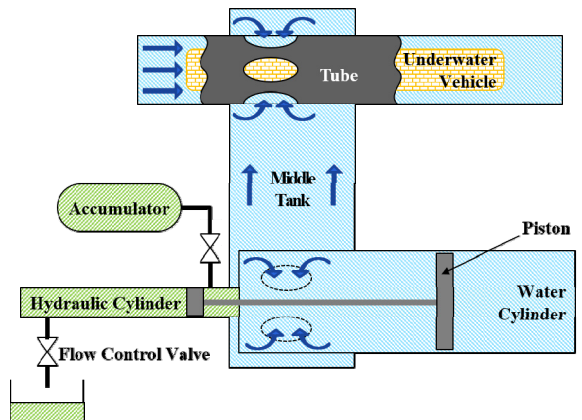 Underwater
Vehicle
Tube
Middle
Tank
Accumulator
Piston
Hydraulic Cylinder
Water
Cylinder
Flow Control Valve